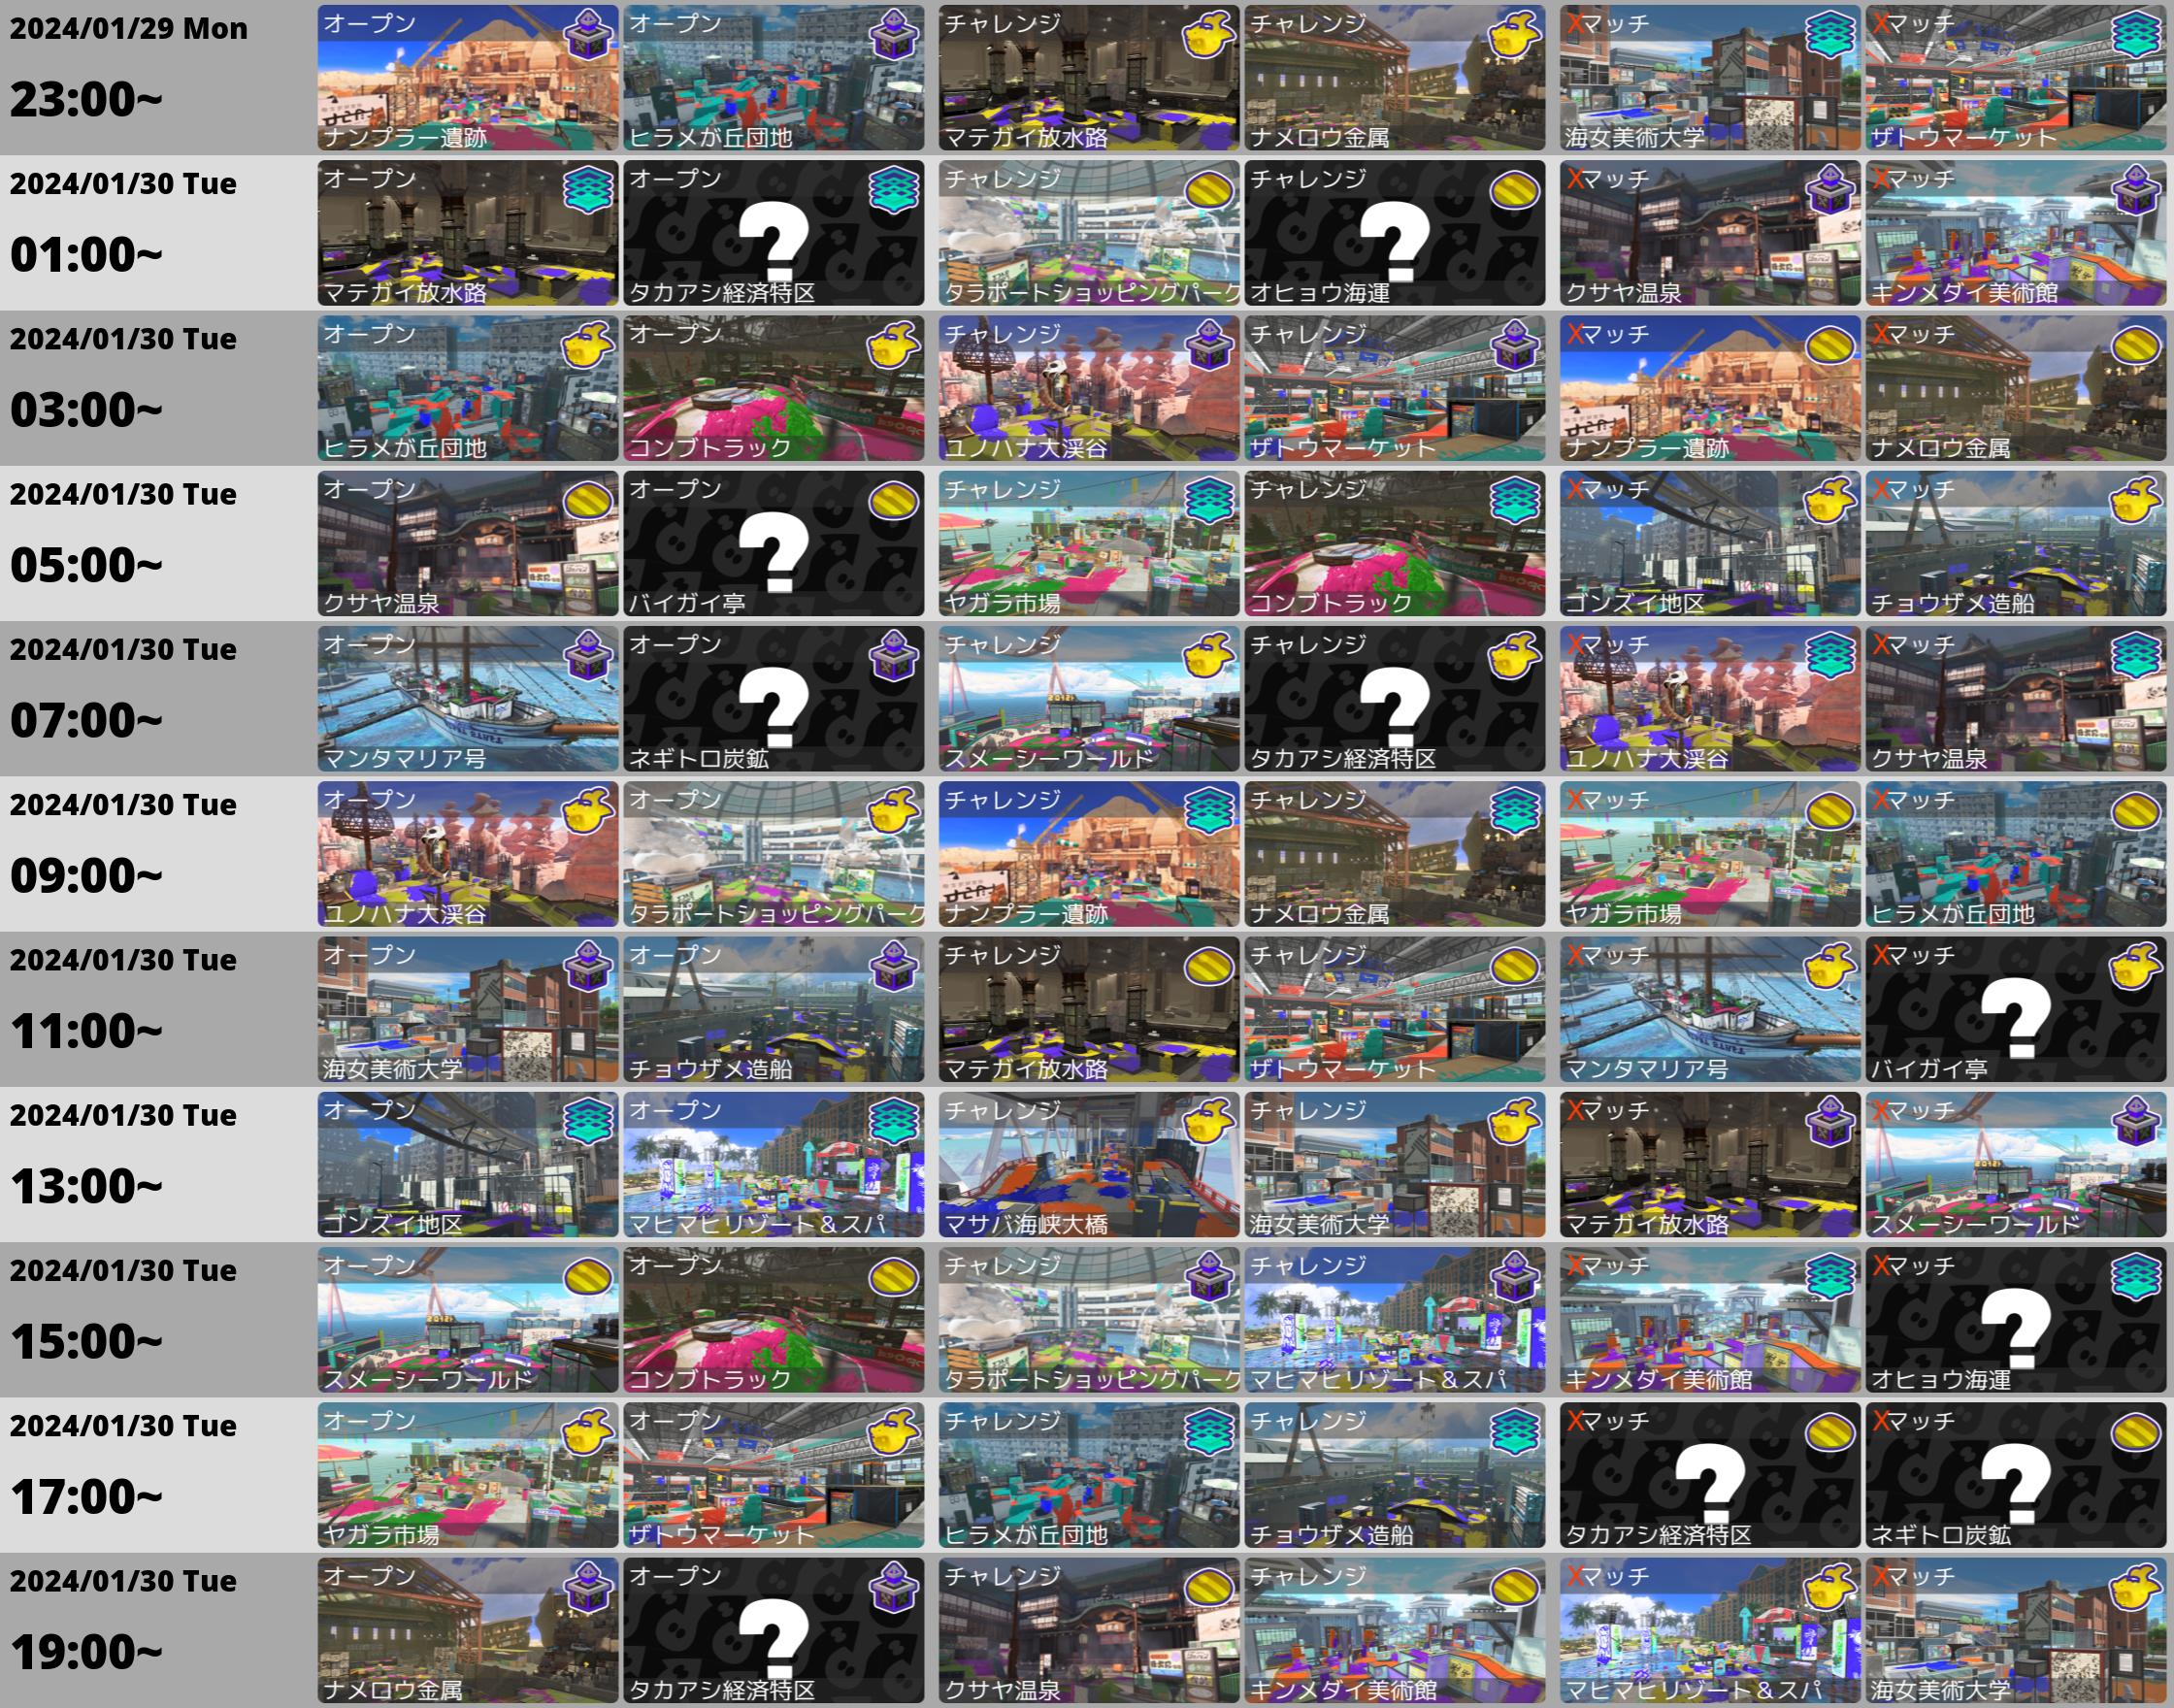 2024/01/29 Mon
23:00~
オープン
ナンプラー遺跡
オープン
ヒラメが丘団地
チャレンジ
マテガイ放水路
チャレンジ
ナメロウ金属
Xマッチ
海女美術大学
Xマッチ
ザトウマーケット
2024/01/30 Tue
01:00~
オープン
マテガイ放水路
オープン
?
タカアシ経済特区
チャレンジ
タラポートショッピングパーク
チャレンジ
?
オヒョウ海運
Xマッチ
クサヤ温泉
Xマッチ
キンメダイ美術館
2024/01/30 Tue
03:00~
オープン
ヒラメが丘団地
オープン
コンブトラック
チャレンジ
ユノハナ大渓谷
チャレンジ
ザトウマーケット
Xマッチ
ナンプラー遺跡
Xマッチ
ナメロウ金属
2024/01/30 Tue
05:00~
オープン
クサヤ温泉
オープン
?
バイガイ亭
チャレンジ
ヤガラ市場
チャレンジ
コンブトラック
Xマッチ
ゴンズイ地区
Xマッチ
チョウザメ造船
2024/01/30 Tue
07:00~
オープン
マンタマリア号
オープン
?
ネギトロ炭鉱
チャレンジ
スメーシーワールド
チャレンジ
?
タカアシ経済特区
Xマッチ
ユノハナ大渓谷
Xマッチ
クサヤ温泉
2024/01/30 Tue
09:00~
オープン
ユノハナ大渓谷
オープン
タラポートショッピングパーク
チャレンジ
ナンプラー遺跡
チャレンジ
ナメロウ金属
Xマッチ
ヤガラ市場
Xマッチ
ヒラメが丘団地
2024/01/30 Tue
11:00~
オープン
海女美術大学
オープン
チョウザメ造船
チャレンジ
マテガイ放水路
チャレンジ
ザトウマーケット
Xマッチ
マンタマリア号
Xマッチ
?
バイガイ亭
2024/01/30 Tue
13:00~
オープン
ゴンズイ地区
オープン
マヒマヒリゾート&スパ
チャレンジ
マサバ海峡大橋
チャレンジ
海女美術大学
Xマッチ
マテガイ放水路
Xマッチ
スメーシーワールド
2024/01/30 Tue
15:00~
オープン
スメーシーワールド
オープン
コンブトラック
チャレンジ
タラポートショッピングパーク
チャレンジ
マヒマヒリゾート&スパ
Xマッチ
キンメダイ美術館
Xマッチ
?
オヒョウ海運
2024/01/30 Tue
17:00~
オープン
ヤガラ市場
オープン
ザトウマーケット
チャレンジ
ヒラメが丘団地
チャレンジ
チョウザメ造船
Xマッチ
?
タカアシ経済特区
Xマッチ
?
ネギトロ炭鉱
2024/01/30 Tue
19:00~
オープン
ナメロウ金属
オープン
?
タカアシ経済特区
チャレンジ
クサヤ温泉
チャレンジ
キンメダイ美術館
Xマッチ
マヒマヒリゾート&スパ
Xマッチ
海女美術大学